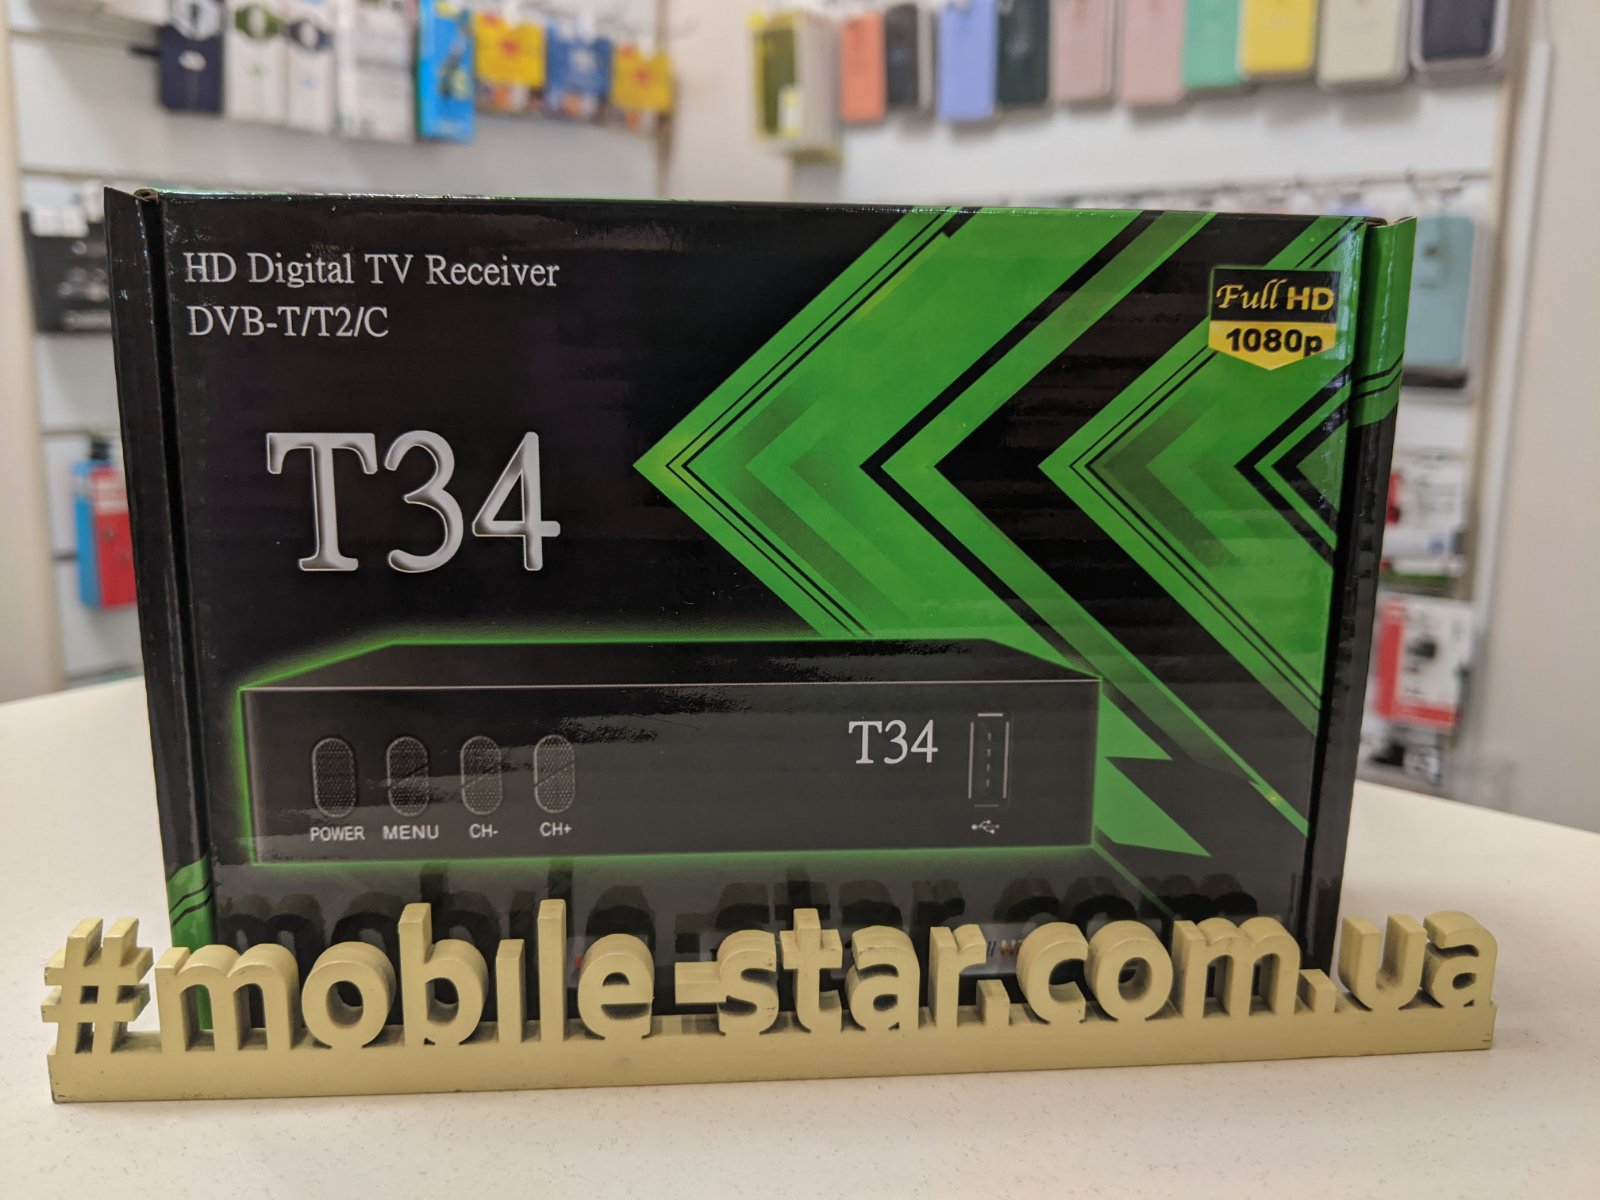 HD Digital TV Receiver
DVB-T/T2/C
Full HD
1080p
T34
T34
POWER
MENU
CH-
CH+
#mobile-star.com.ua